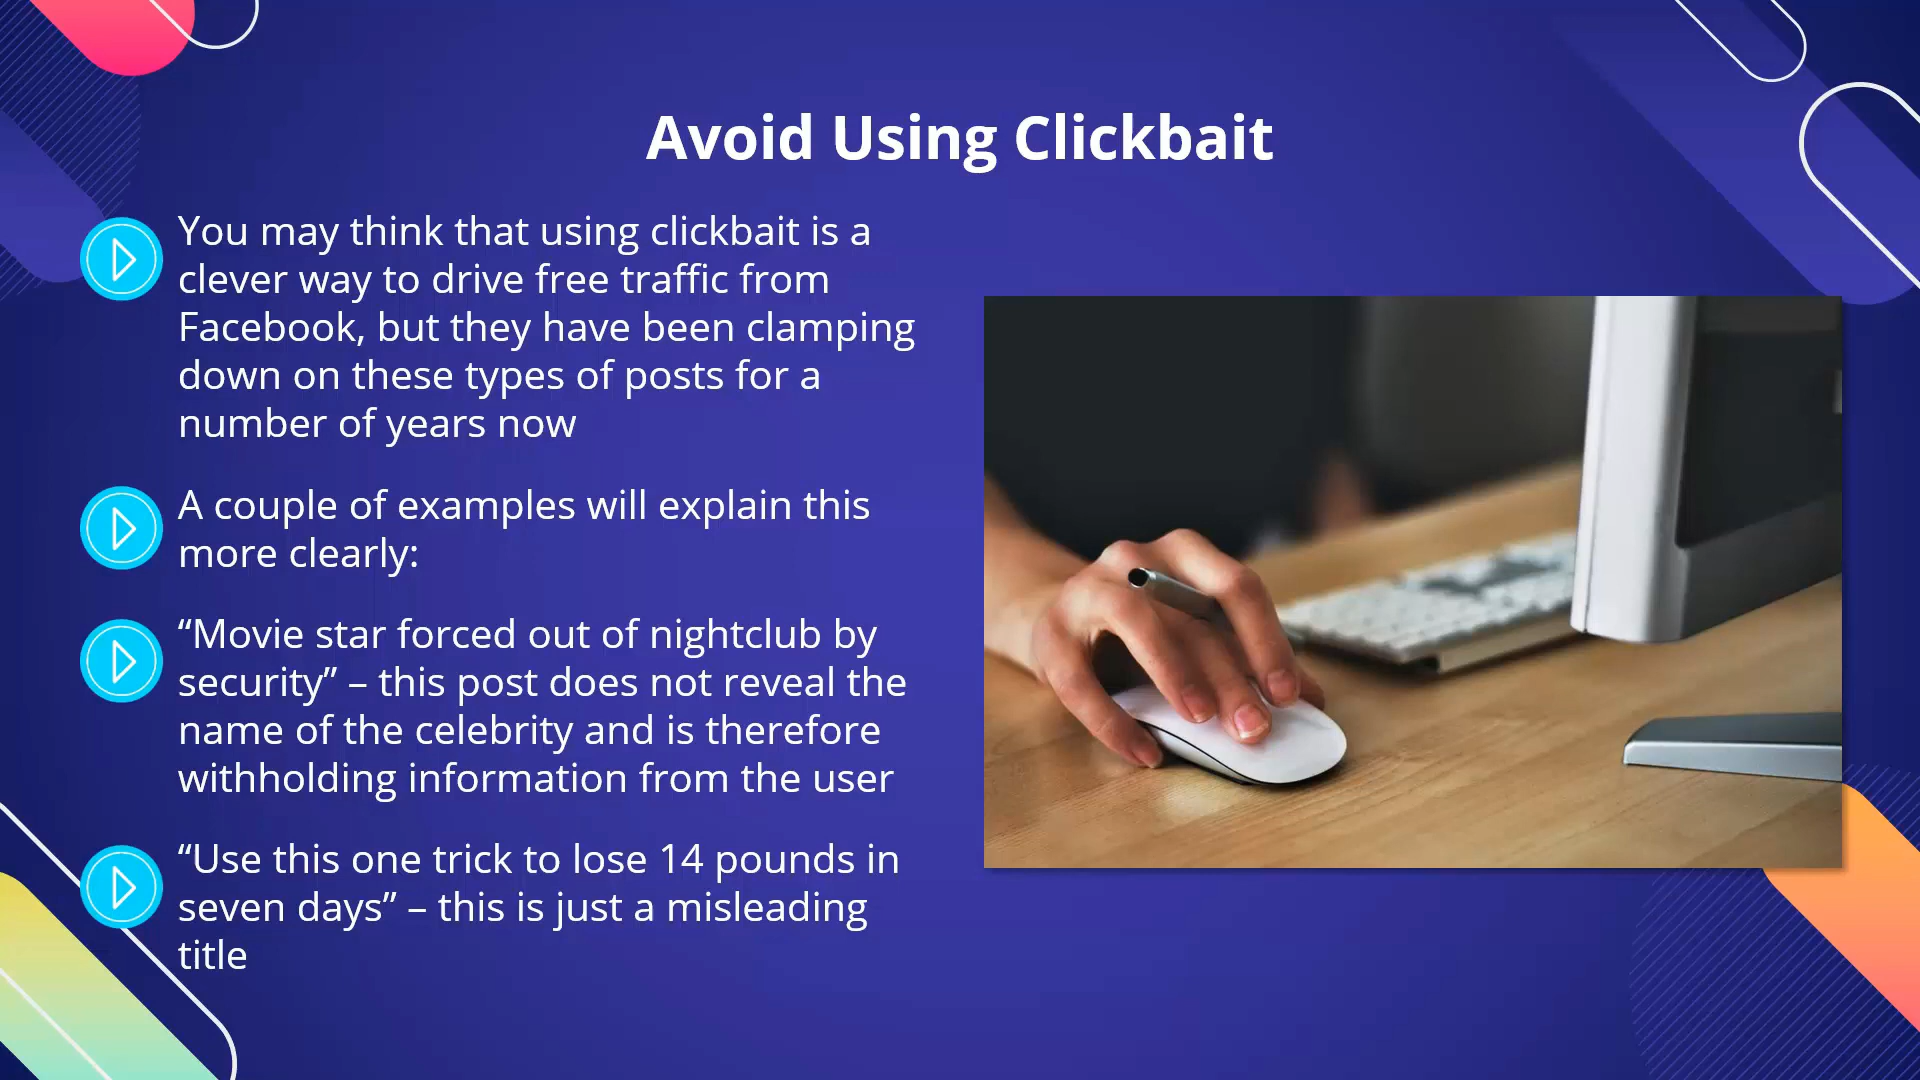 Avoid Using Clickbait
You may think that using clickbait is a
clever way to drive free traffic from
Facebook, but they have been clamping
down on these types of posts for a
number of years now
A couple of examples will explain this
more clearly:
“Movie star forced out of nightclub by
security” – this post does not reveal the
name of the celebrity and is therefore
withholding information from the user
“Use this one trick to lose 14 pounds in
seven days” – this is just a misleading
title